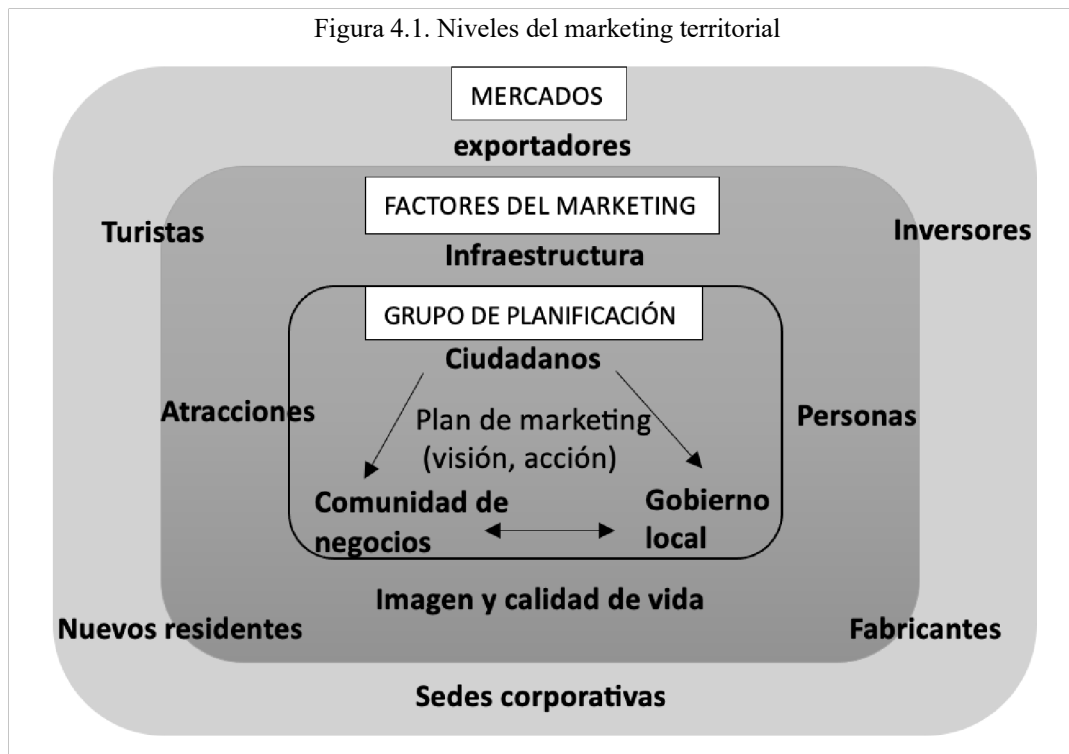 Figura 4.1. Niveles del marketing territorial
MERCADOS
exportadores
FACTORES DEL MARKETING
Turistas
Inversores
Infraestructura
GRUPO DE PLANIFICACIÓN
Ciudadanos
Atracciones
Personas
Plan de marketing
(visión, acción)
Comunidad de
negocios
Gobierno
local
Imagen y calidad de vida
Nuevos residentes
Fabricantes
Sedes corporativas